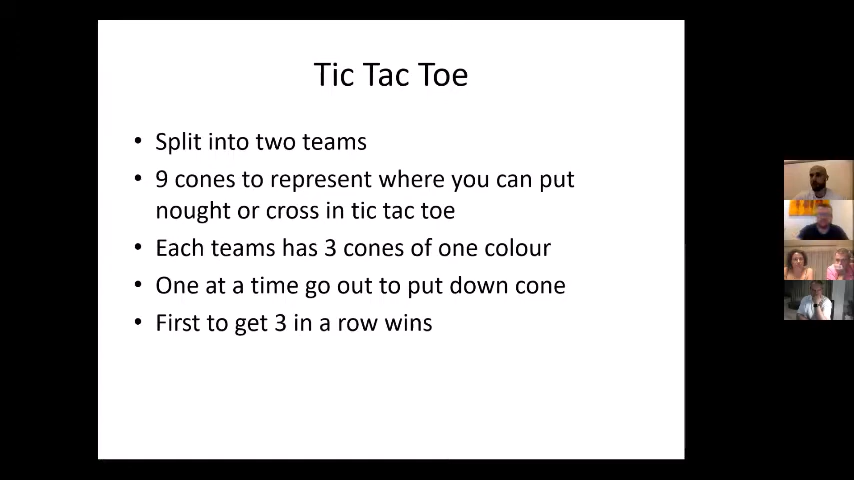 Tic Tac Toe
• Split into two teams
• 9 cones to represent where you can put
nought or cross in tic tac toe
• Each teams has 3 cones of one colour
• One at a time go out to put down cone
• First to get 3 in a row wins